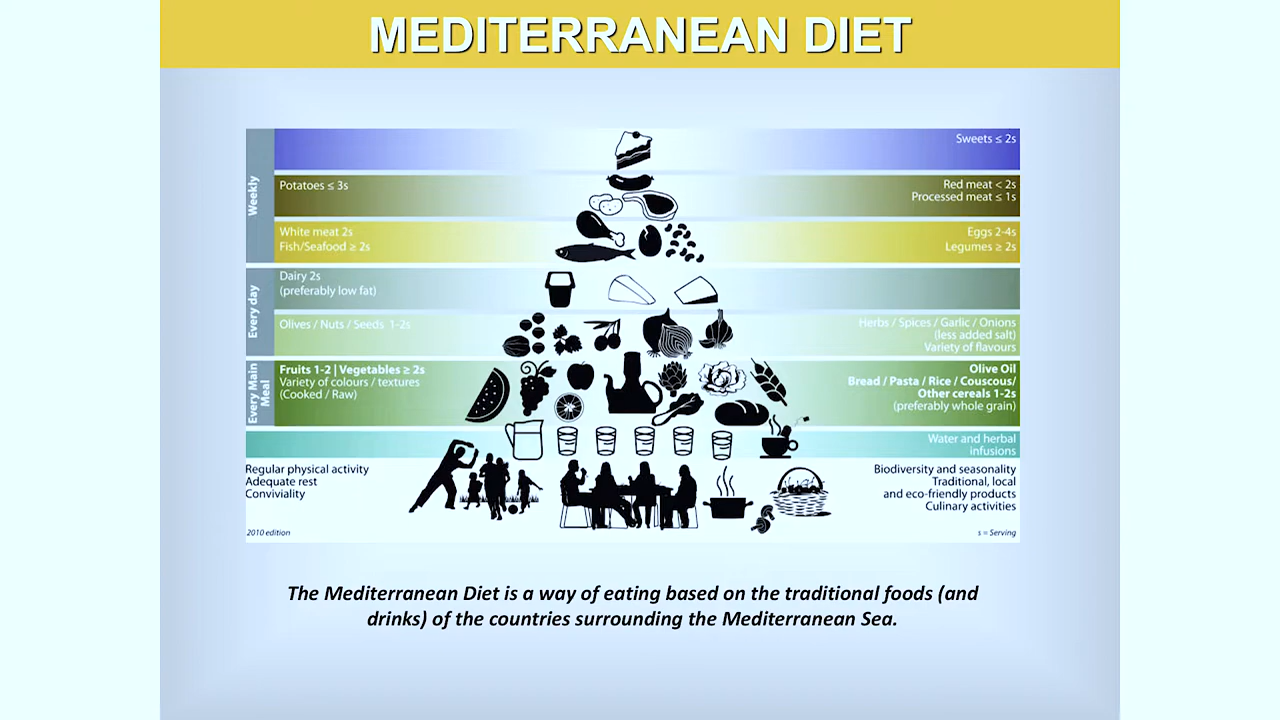 MEDITERRANEAN DIET
Weekly
Sweets ≤ 2s
Potatoes ≤ 3s
Red meat < 2s
Processed meat ≤ 1s
White meat 2s
Fish/Seafood ≥ 2s
Eggs 2-4s
Legumes ≥ 2s
Every day
Dairy 2s
(preferably low fat)
Olives / Nuts / Seeds 1-2s
Herbs / Spices / Garlic / Onions
(less added salt)
Variety of flavours
Every Main
Meal
Fruits 1-2 | Vegetables ≥ 2s
Variety of colours / textures
(Cooked / Raw)
Olive Oil
Bread / Pasta / Rice / Couscous/
Other cereals 1-2s
(preferably whole grain)
Water and herbal
infusions
Regular physical activity
Adequate rest
Conviviality
Biodiversity and seasonality
Traditional, local
and eco-friendly products
Culinary activities
2010 edition
s = Serving
The Mediterranean Diet is a way of eating based on the traditional foods (and
drinks) of the countries surrounding the Mediterranean Sea.